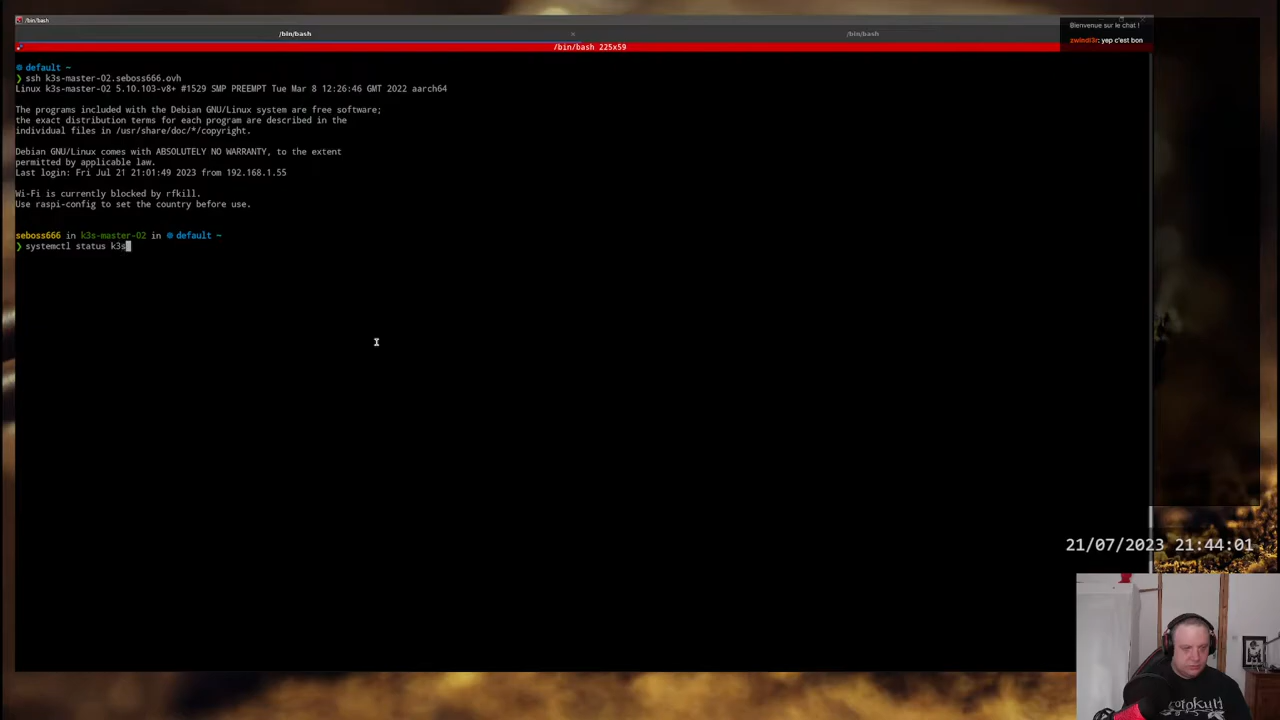 /bin/bash
/bin/bash
/bin/bash
/bin/bash 225x59
Bienvenue sur le chat !
zwindl3r: yep c'est bon
default ~
❯ ssh k3s-master-02.seboss666.ovh
Linux k3s-master-02 5.10.103-v8+ #1529 SMP PREEMPT Tue Mar 8 12:26:46 GMT 2022 aarch64
The programs included with the Debian GNU/Linux system are free software;
the exact distribution terms for each program are described in the
individual files in /usr/share/doc/*/copyright.
Debian GNU/Linux comes with ABSOLUTELY NO WARRANTY, to the extent
permitted by applicable law.
Last login: Fri Jul 21 21:01:49 2023 from 192.168.1.55
Wi-Fi is currently blocked by rfkill.
Use raspi-config to set the country before use.
seboss666 in k3s-master-02 in default ~
❯ systemctl status k3s
21/07/2023 21:44:01